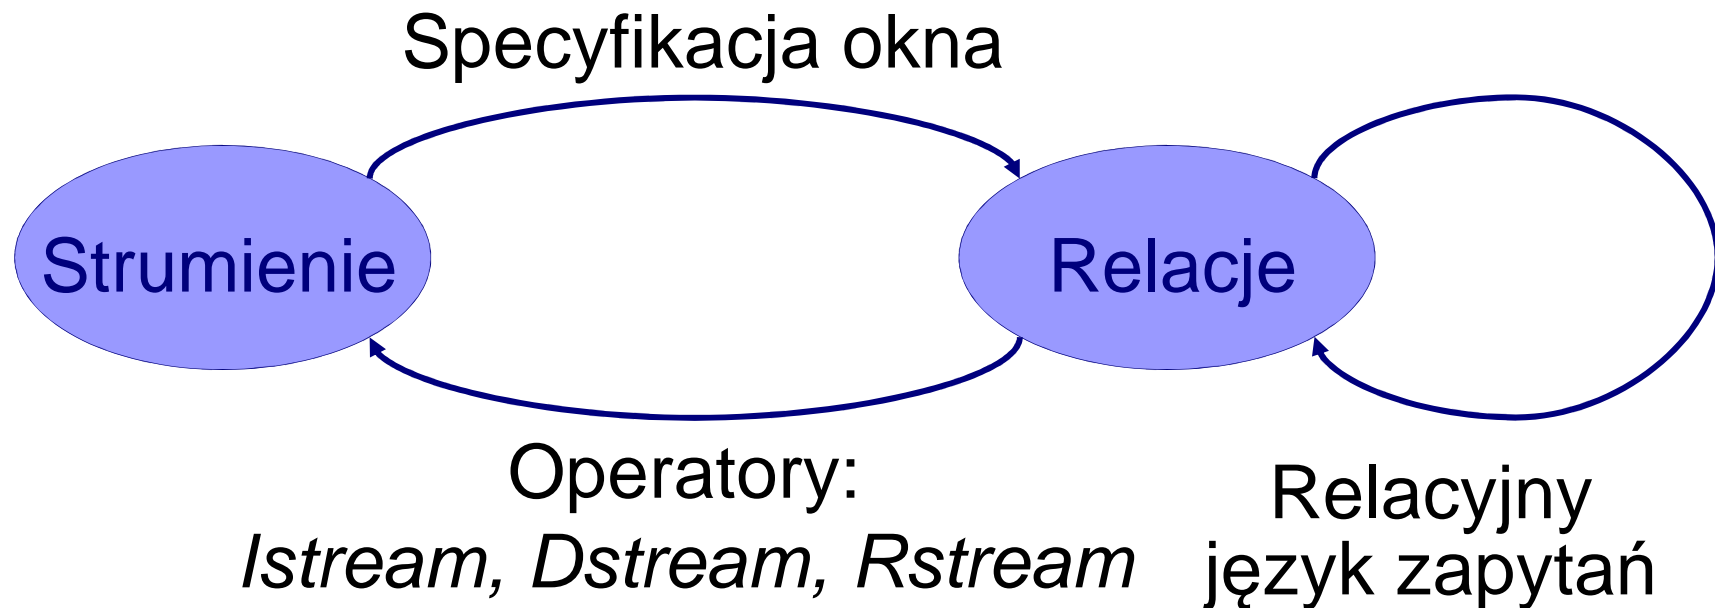 Specyfikacja okna
Strumienie
Relacje
Operatory:
Istream, Dstream, Rstream
Relacyjny
język zapytań